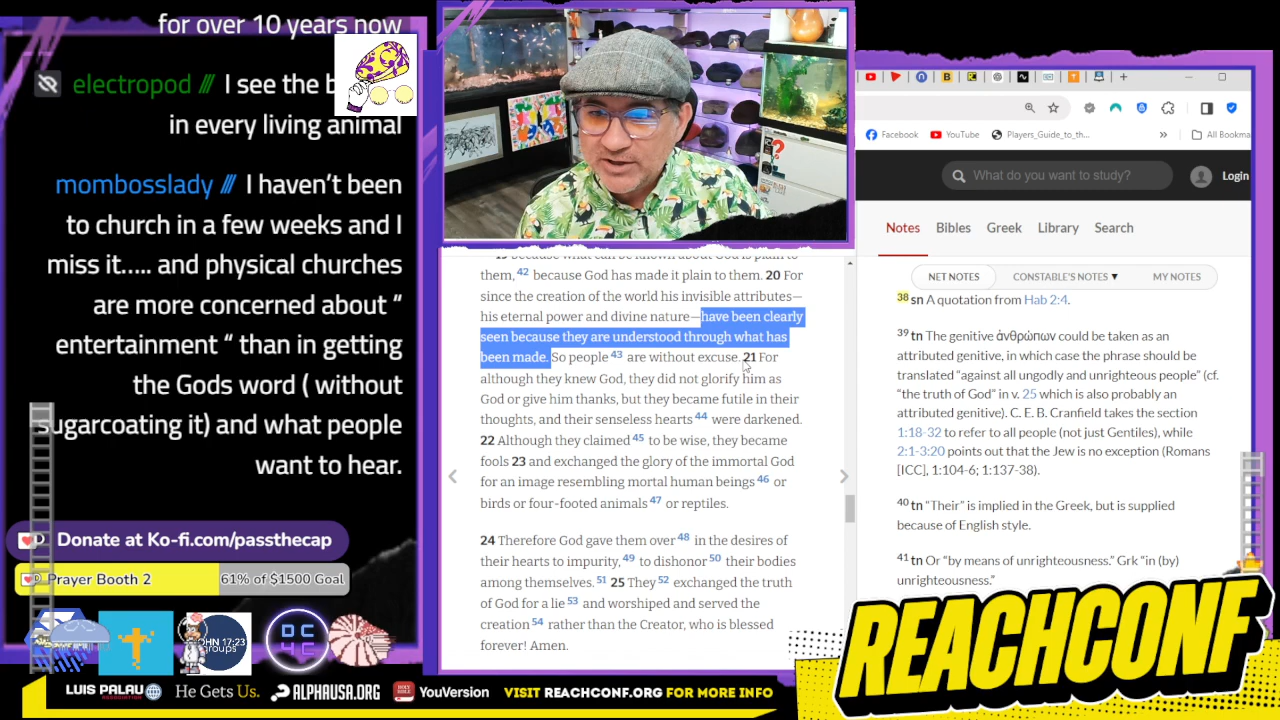 for over 10 years now
electropod /// I see the b
in every living animal
mombosslady /// I haven't been
to church in a few weeks and I
miss it..... and physical churches
are more concerned about “
entertainment “ than in getting
the Gods word ( without
sugarcoating it) and what people
want to hear.
Donate at Ko-fi.com/passthecap
Prayer Booth 2
61% of $1500 Goal
JOHN 17:23
groups
19 because what can be known about God is plain to
them, 42 because God has made it plain to them. 20 For
since the creation of the world his invisible attributes—
his eternal power and divine nature—have been clearly
seen because they are understood through what has
been made. So people 43 are without excuse. 21 For
although they knew God, they did not glorify him as
God or give him thanks, but they became futile in their
thoughts, and their senseless hearts 44 were darkened.
22 Although they claimed 45 to be wise, they became
fools 23 and exchanged the glory of the immortal God
for an image resembling mortal human beings 46 or
birds or four-footed animals 47 or reptiles.
24 Therefore God gave them over 48 in the desires of
their hearts to impurity, 49 to dishonor 50 their bodies
among themselves. 51 25 They 52 exchanged the truth
of God for a lie 53 and worshiped and served the
creation 54 rather than the Creator, who is blessed
forever! Amen.
Facebook
YouTube
Players_Guide_to_th...
»
All Bookma
What do you want to study?
Login
Notes
Bibles
Greek
Library
Search
NET NOTES
CONSTABLE'S NOTES ▼
MY NOTES
38 sn A quotation from Hab 2:4.
39 tn The genitive ἀνθρώπων could be taken as an
attributed genitive, in which case the phrase should be
translated “against all ungodly and unrighteous people” (cf.
“the truth of God” in v. 25 which is also probably an
attributed genitive). C. E. B. Cranfield takes the section
1:18-32 to refer to all people (not just Gentiles), while
2:1-3:20 points out that the Jew is no exception (Romans
[ICC], 1:104-6; 1:137-38).
40 tn “Their” is implied in the Greek, but is supplied
because of English style.
41 tn Or “by means of unrighteousness.” Grk “in (by)
unrighteousness.”
REACHCONF
LUIS PALAU
He Gets Us.
ALPHAUSA.ORG
HOLY BIBLE
YouVersion
VISIT REACHCONF.ORG FOR MORE INFO